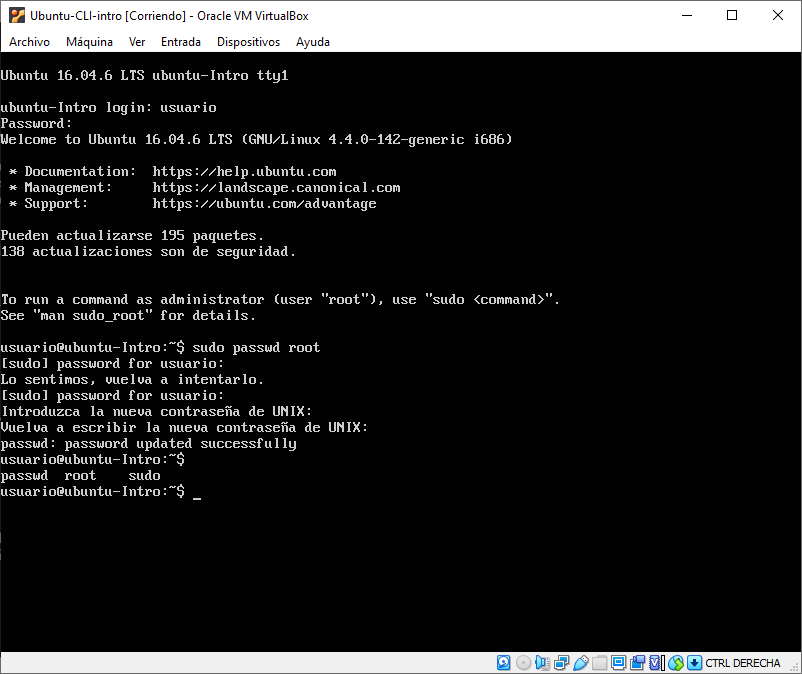 Ubuntu-CLI-intro [Corriendo] - Oracle VM VirtualBox
Archivo Máquina Ver Entrada Dispositivos Ayuda
Ubuntu 16.04.6 LTS ubuntu-Intro tty1
ubuntu-Intro login: usuario
Password:
Welcome to Ubuntu 16.04.6 LTS (GNU/Linux 4.4.0-142-generic i686)
* Documentation: https://help.ubuntu.com
* Management: https://landscape.canonical.com
* Support: https://ubuntu.com/advantage
Pueden actualizarse 195 paquetes.
138 actualizaciones son de seguridad.
To run a command as administrator (user "root"), use "sudo <command>".
See "man sudo_root" for details.
usuario@ubuntu-Intro:~$ sudo passwd root
[sudo] password for usuario:
Lo sentimos, vuelva a intentarlo.
[sudo] password for usuario:
Introduzca la nueva contraseña de UNIX:
Vuelva a escribir la nueva contraseña de UNIX:
passwd: password updated successfully
usuario@ubuntu-Intro:~$
passwd root sudo
usuario@ubuntu-Intro:~$ _
CTRL DERECHA